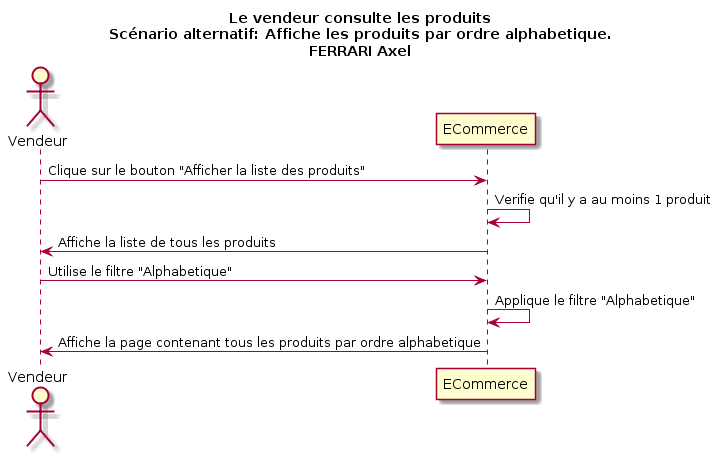 Le vendeur consulte les produits
Scénario alternatif: Affiche les produits par ordre alphabetique.
FERRARI Axel
Vendeur
ECommerce
Clique sur le bouton "Afficher la liste des produits"
Verifie qu'il y a au moins 1 produit
Affiche la liste de tous les produits
Utilise le filtre "Alphabetique"
Applique le filtre "Alphabetique"
Affiche la page contenant tous les produits par ordre alphabetique
Vendeur
ECommerce